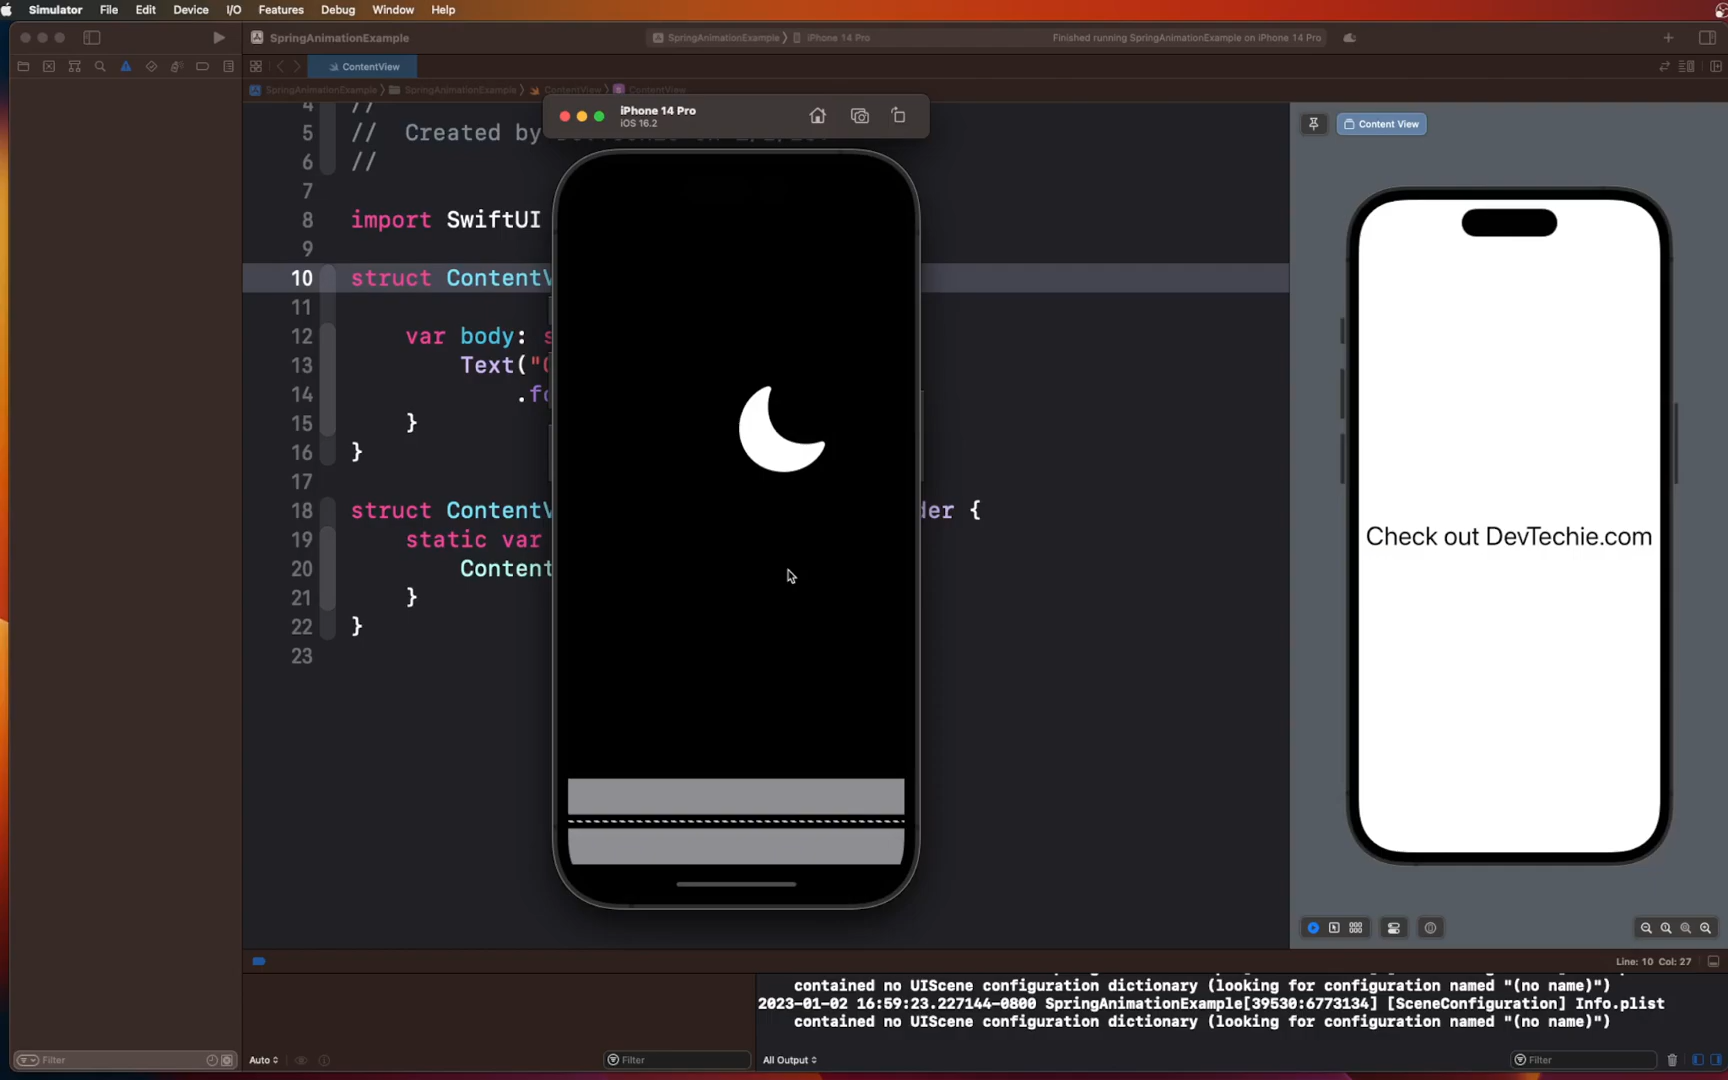 Simulator File Edit Device I/O Features Debug Window Help
SpringAnimationExample
SpringAnimationExample iPhone 14 Pro
Finished running SpringAnimationExample on iPhone 14 Pro
ContentView
SpringAnimationExample SpringAnimationExample ContentView ContentView
iPhone 14 Pro
iOS 16.2
Content View
4 //
5 // Created by
6 //
7
8 import SwiftUI
9
10 struct ContentV
11
12 var body: s
13 Text("
14 .fo
15 }
16 }
17
18 struct ContentV der {
19 static var
20 Content
21 }
22 }
23
Check out DevTechie.com
Line: 10 Col: 27
contained no UIScene configuration dictionary (looking for configuration named "(no name)")
2023-01-02 16:59:23.227144-0800 SpringAnimationExample[39530:6773134] [SceneConfiguration] Info.plist
contained no UIScene configuration dictionary (looking for configuration named "(no name)")
Filter
Auto
Filter
All Output
Filter